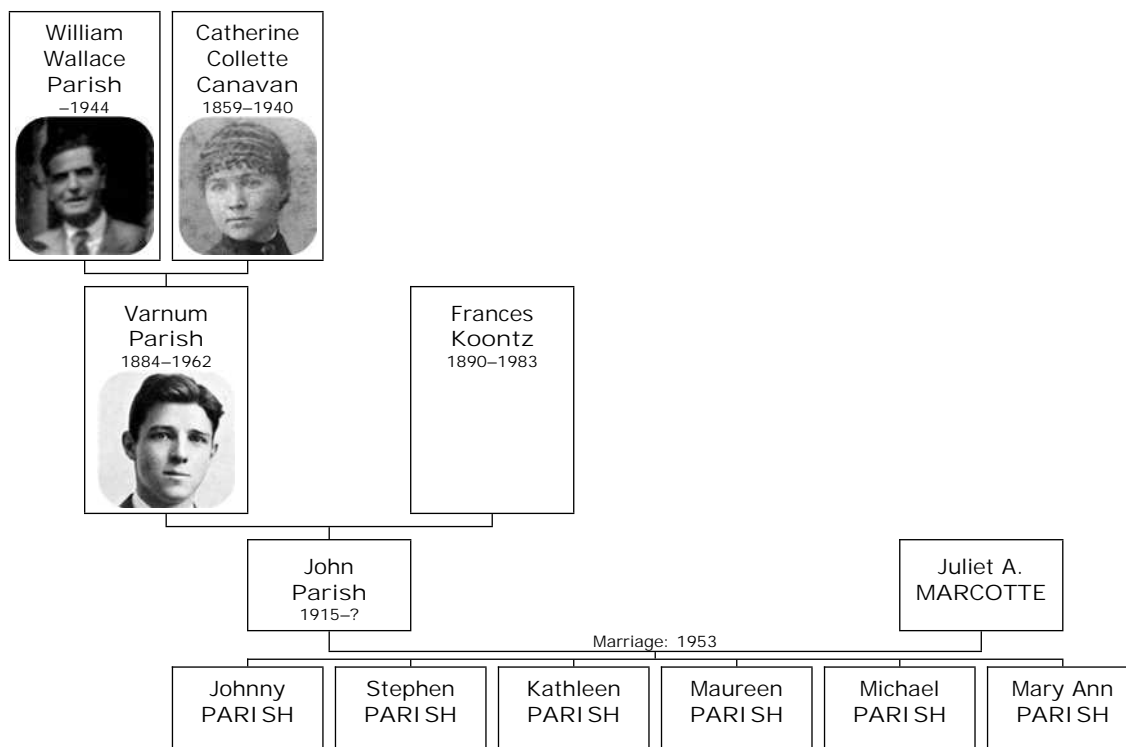 William
Wallace
Parish
–1944
Catherine
Collette
Canavan
1859–1940
Varnum
Parish
1884–1962
Frances
Koontz
1890–1983
John
Parish
1915–?
Juliet A.
MARCOTTE
Marriage: 1953
Johnny
PARISH
Stephen
PARISH
Kathleen
PARISH
Maureen
PARISH
Michael
PARISH
Mary Ann
PARISH